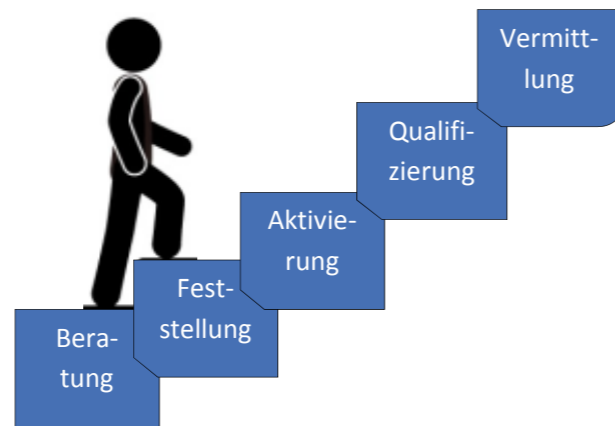 Vermitt-
lung
Qualifi-
zierung
Aktivie-
rung
Fest-
stellung
Bera-
tung